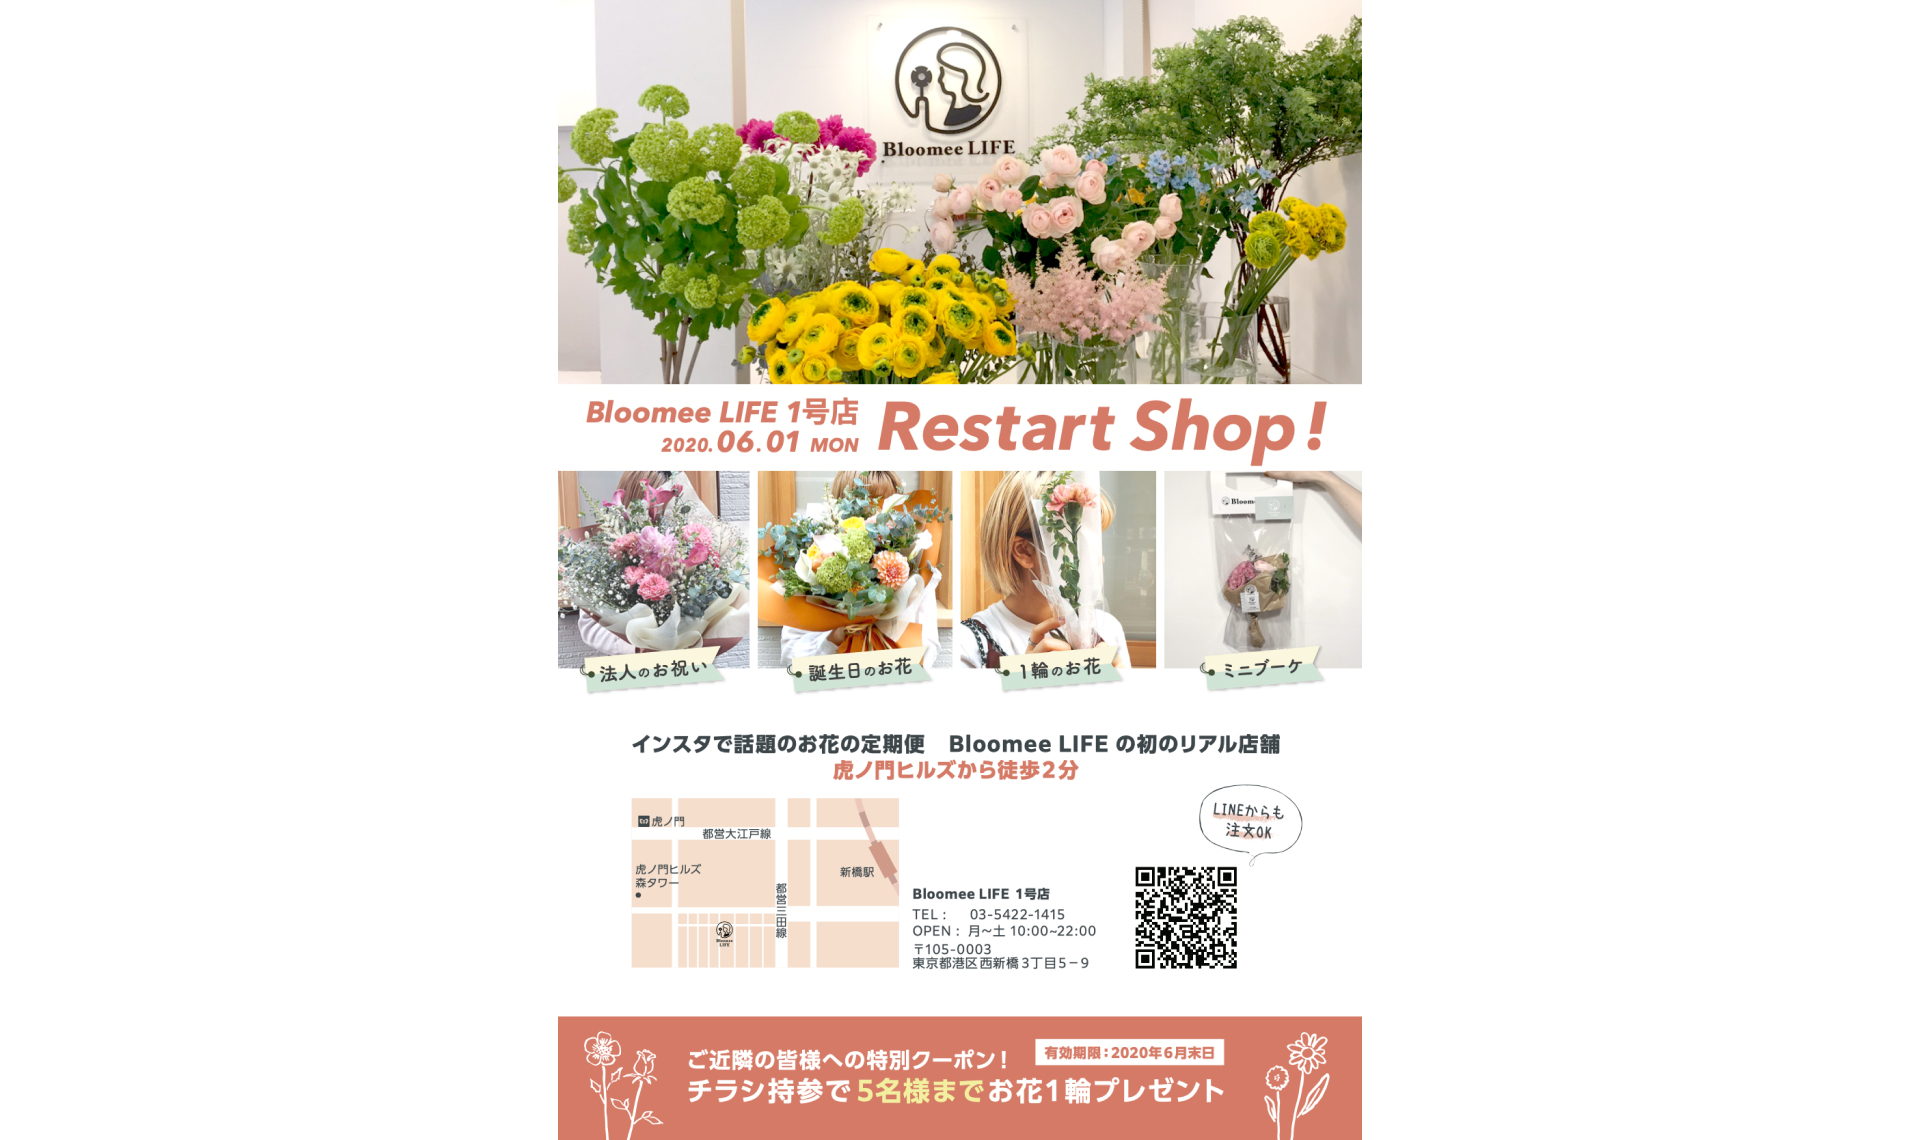 Bloomee LIFE
Bloomee LIFE 1号店
2020.06.01 MON
Restart Shop!
法人のお祝い
誕生日のお花
1輪のお花
ミニブーケ
インスタで話題のお花の定期便　Bloomee LIFE の初のリアル店舗
虎ノ門ヒルズから徒歩2分
虎ノ門
都営大江戸線
虎ノ門ヒルズ
森タワー
新橋駅
都営三田線
Bloomee LIFE
LINEからも
注文OK
Bloomee LIFE 1号店
TEL : 03-5422-1415
OPEN : 月~土 10:00~22:00
〒105-0003
東京都港区西新橋3丁目5−9
ご近隣の皆様への特別クーポン!
有効期限:2020年6月末日
チラシ持参で5名様までお花1輪プレゼント